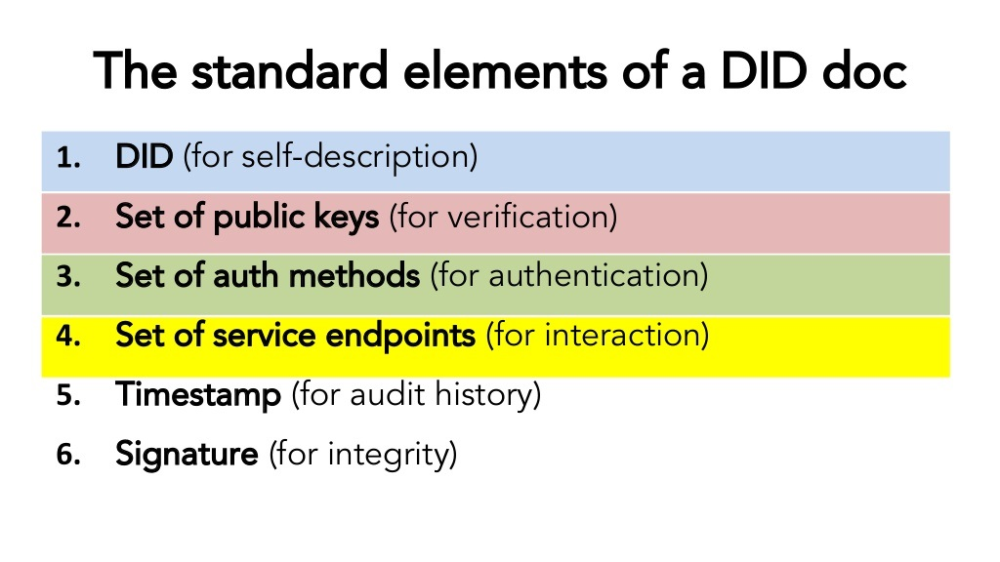 The standard elements of a DID doc
1. DID (for self-description)
2. Set of public keys (for verification)
3. Set of auth methods (for authentication)
4. Set of service endpoints (for interaction)
5. Timestamp (for audit history)
6. Signature (for integrity)